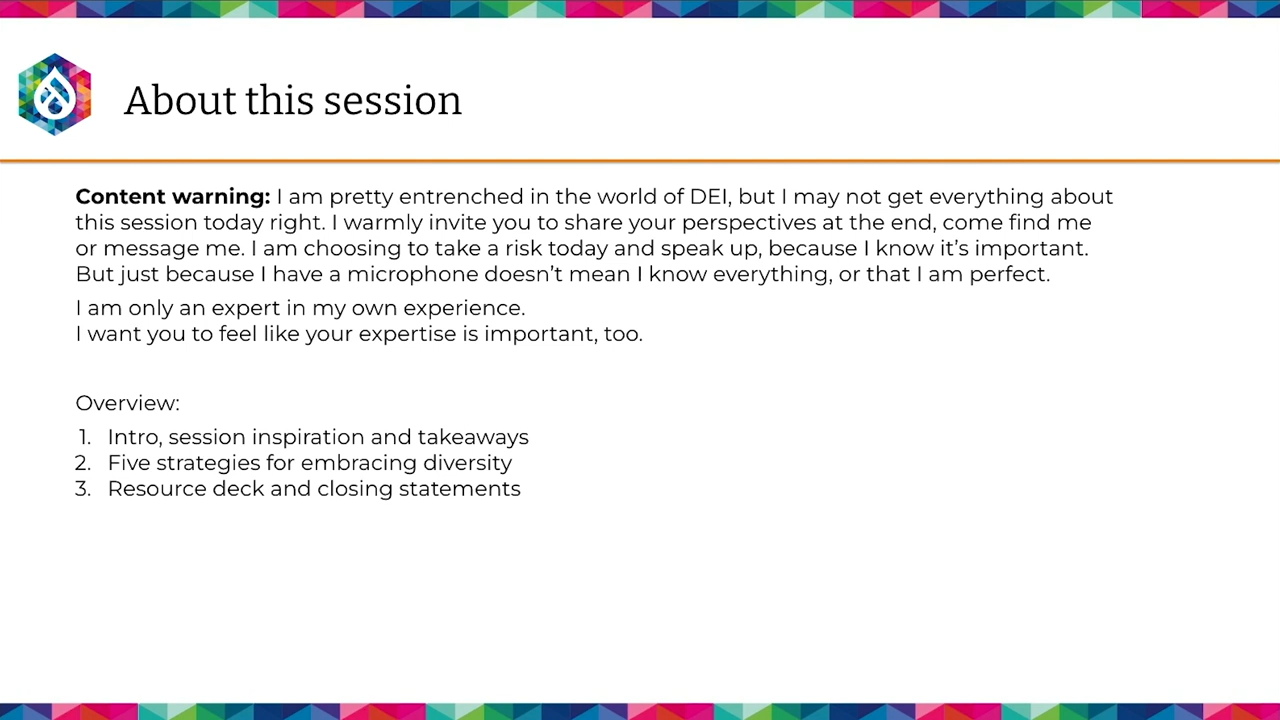 About this session
Content warning: I am pretty entrenched in the world of DEI, but I may not get everything about
this session today right. I warmly invite you to share your perspectives at the end, come find me
or message me. I am choosing to take a risk today and speak up, because I know it’s important.
But just because I have a microphone doesn’t mean I know everything, or that I am perfect.
I am only an expert in my own experience.
I want you to feel like your expertise is important, too.
Overview:
1. Intro, session inspiration and takeaways
2. Five strategies for embracing diversity
3. Resource deck and closing statements